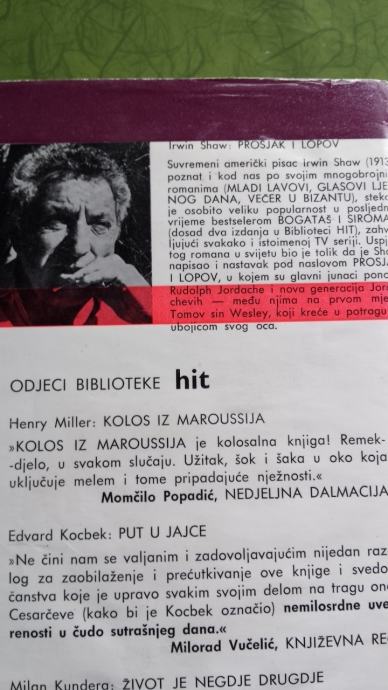 Irwin Shaw: PROSJAK I LOPOV
Suvremeni američki pisac Irwin Shaw (1913
poznat i kod nas po svojim mnogobrojni
romanima (MLADI LAVOVI, GLASOVI LJE
NOG DANA, VEČER U BIZANTU), steko
je osobito veliku popularnost u posljedn
vrijeme bestselerom BOGATAŠ I SIROMA
(dosad dva izdanja u Biblioteci HIT), zahv
ljujući svakako i istoimenoj TV seriji. Uspj
tog romana u svijetu bio je tolik da je Sha
napisao i nastavak pod naslovom PROSJA
I LOPOV, u kojem su glavni junaci pono
Rudolph Jordache i nova generacija Jord
chevih — među njima na prvom mje
Tomov sin Wesley, koji kreće u potragu
ubojicom svog oca.
ODJECI BIBLIOTEKE hit
Henry Miller: KOLOS IZ MAROUSSIJA
»KOLOS IZ MAROUSSIJA je kolosalna knjiga! Remek-
-djelo, u svakom slučaju. Užitak, šok i šaka u oko koja
uključuje melem i tome pripadajuće nježnosti.«
Momčilo Popadić, NEDJELJNA DALMACIJA
Edvard Kocbek: PUT U JAJCE
»Ne čini nam se valjanim i zadovoljavajućim nijedan raz
log za zaobilaženje i prećutkivanje ove knjige i svedo
čanstva koje je upravo svakim svojim delom na tragu one
Cesarčeve (kako bi je Kocbek označio) nemilosrdne uve
renosti u čudo sutrašnjeg dana.«
Milorad Vučelić, KNJIŽEVNA RE
Milan Kundera: ŽIVOT JE NEGDJE DRUGDJE